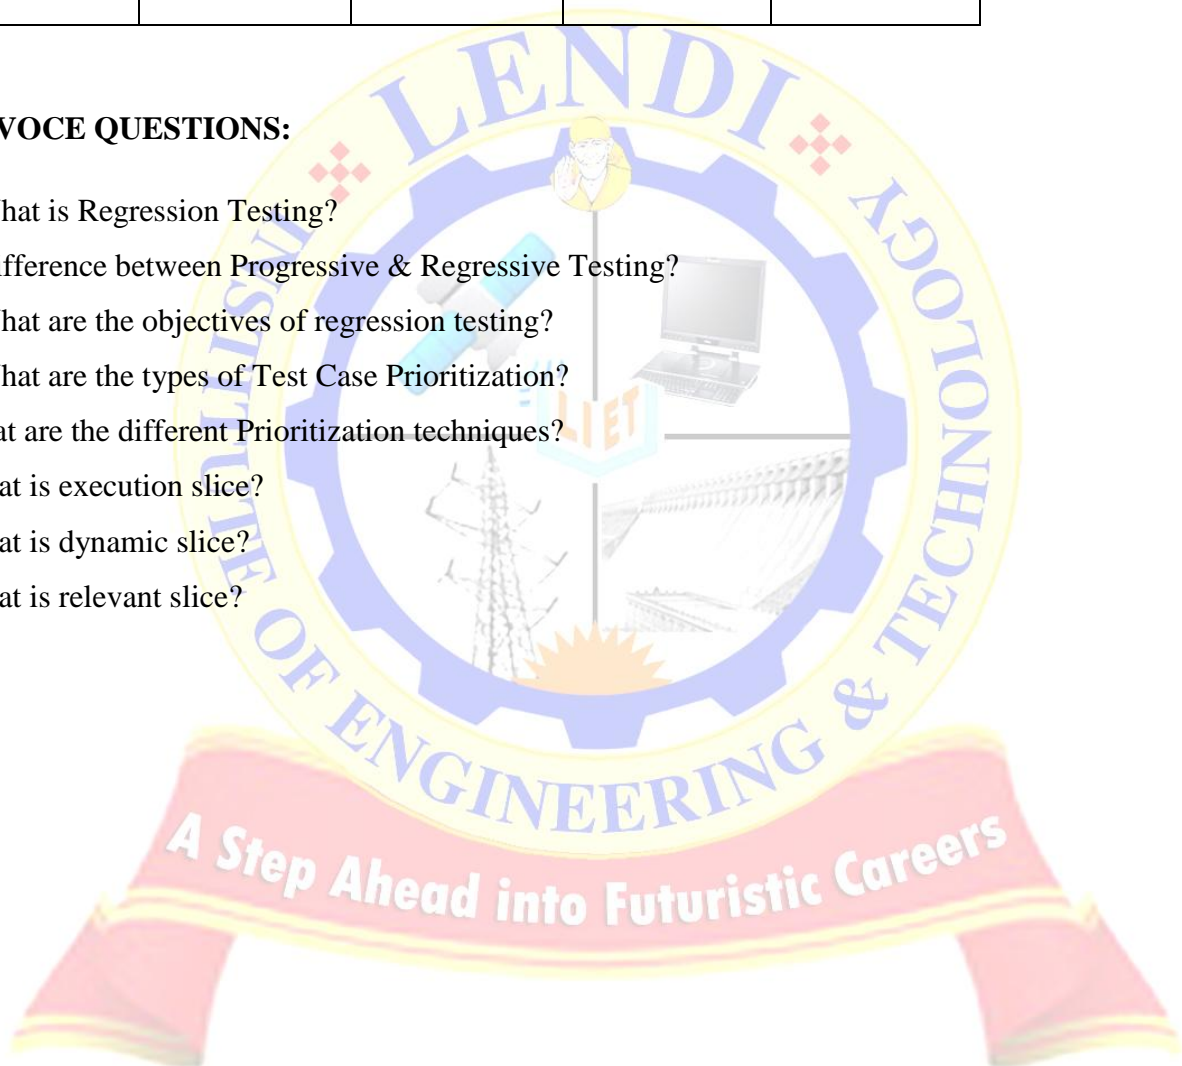 VOCE QUESTIONS:
hat is Regression Testing?
ifference between Progressive & Regressive Testing?
hat are the objectives of regression testing?
hat are the types of Test Case Prioritization?
at are the different Prioritization techniques?
at is execution slice?
at is dynamic slice?
at is relevant slice?
LENDI
INSTITUTE OF ENGINEERING & TECHNOLOGY
LIET
A Step Ahead into Futuristic Careers